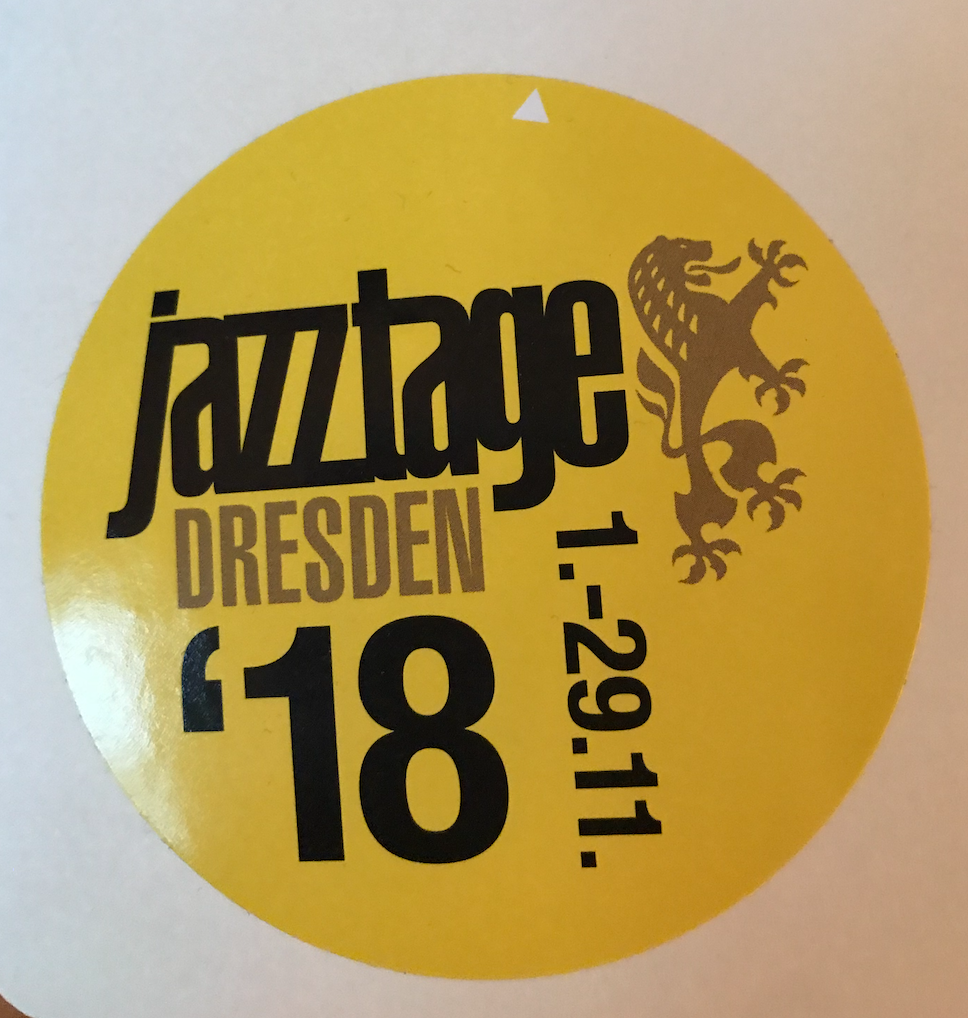 jazztage
DRESDEN
‘18
1.-29.11.